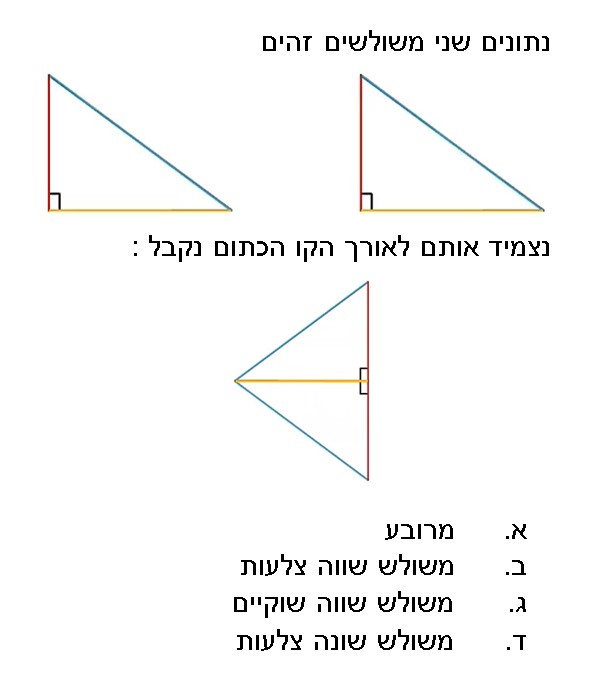 נתונים שני משולשים זהים
נצמיד אותם לאורך הקו הכתום נקבל :
א. מרובע
ב. משולש שווה צלעות
ג. משולש שווה שוקיים
ד. משולש שונה צלעות